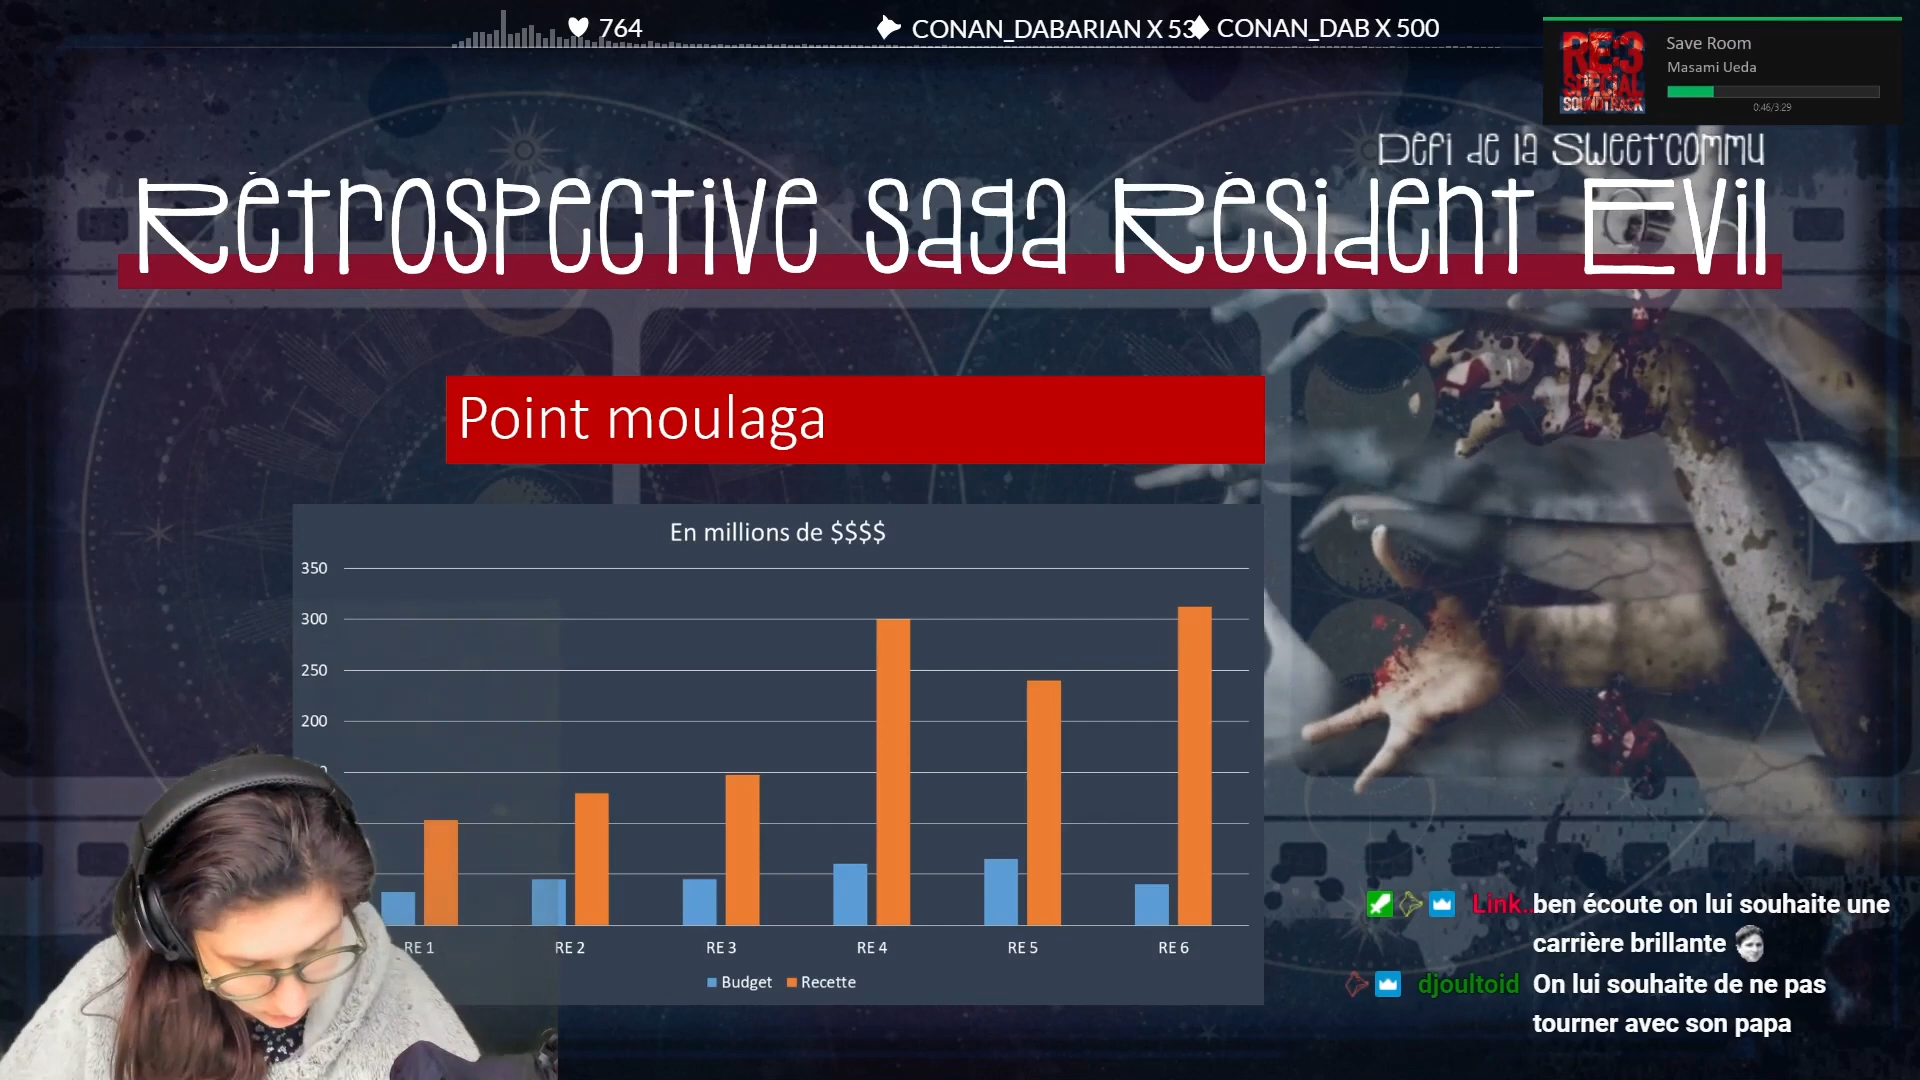 764
CONAN_DABARIAN X 53
CONAN_DAB X 500
Save Room
Masami Ueda
0:46/3:29
RE3
SPECIAL
SOUNDTRACK
Défi de la Sweet'commu
Rétrospective saga Résident Evil
Point moulaga
En millions de $$$$
350
300
250
200
RE 1
RE 2
RE 3
RE 4
RE 5
RE 6
Budget
Recette
Link.. ben écoute on lui souhaite une
carrière brillante
djoultoid On lui souhaite de ne pas
tourner avec son papa